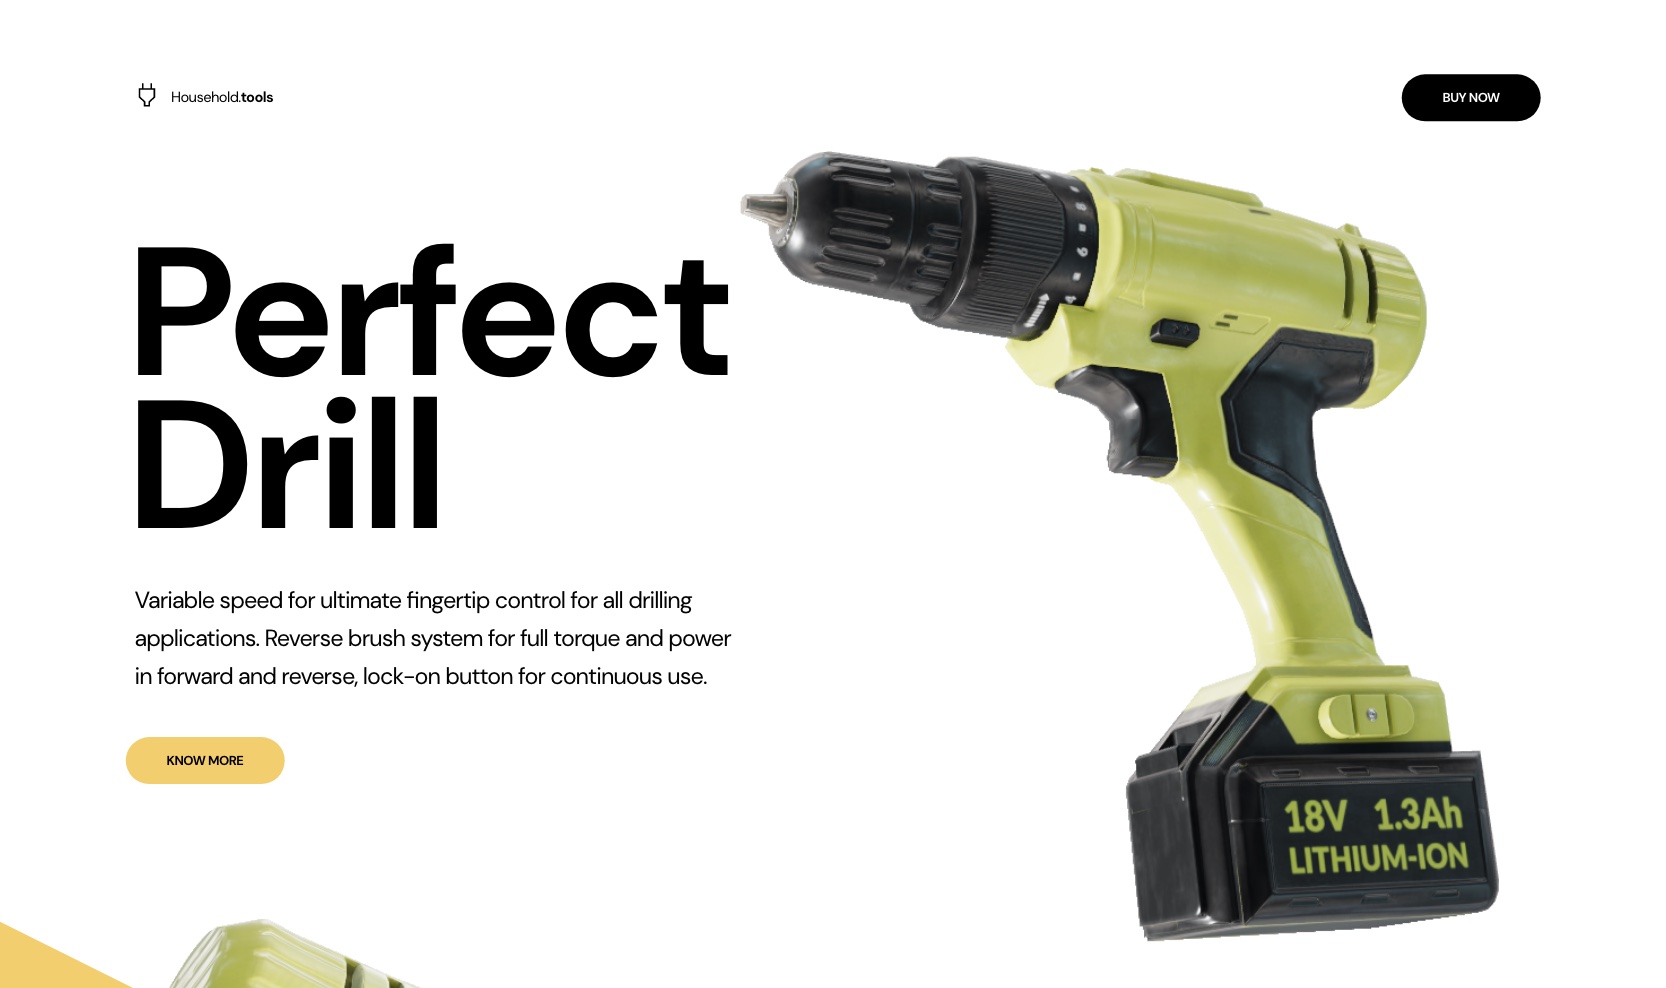 Household.tools
BUY NOW
Perfect
Drill
Variable speed for ultimate fingertip control for all drilling
applications. Reverse brush system for full torque and power
in forward and reverse, lock-on button for continuous use.
KNOW MORE
6
18V 1.3Ah
LITHIUM-ION